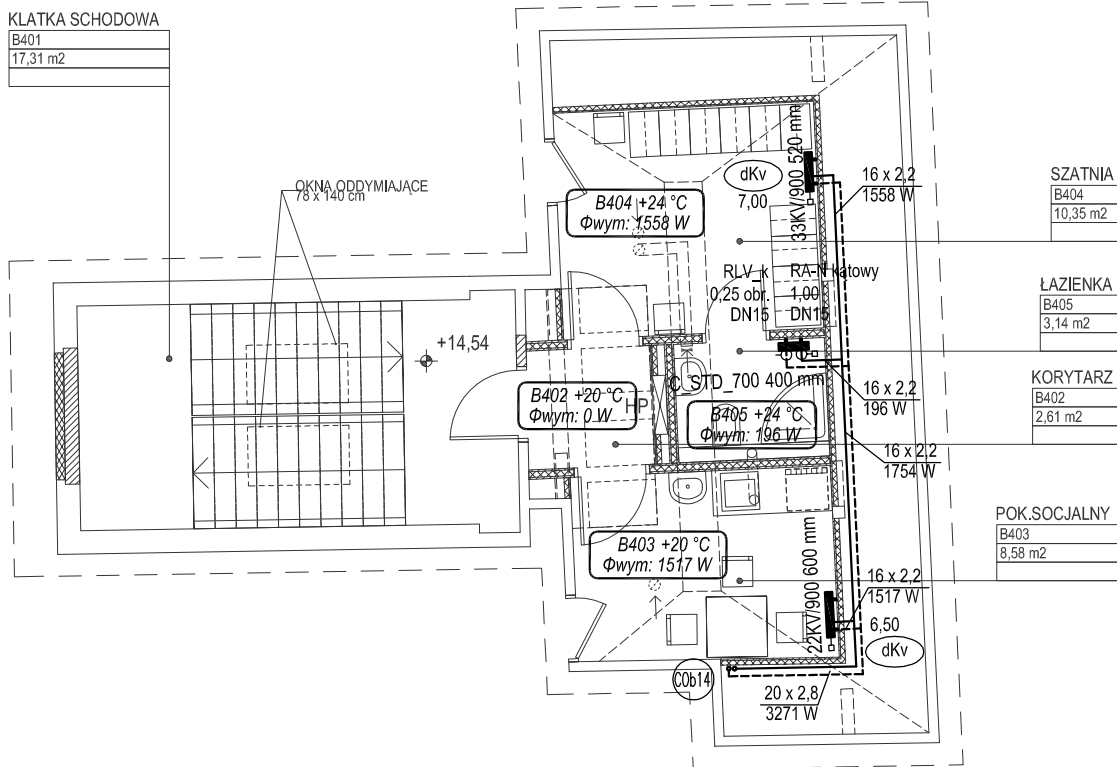 KLATKA SCHODOWA
B401
17,31 m2
OKNA ODDYMIAJĄCE
78 x 140 cm
+14,54
B404 +24 °C
Φwym: 1558 W
dKv
7,00
33KV/900 520 mm
16 x 2,2
1558 W
SZATNIA
B404
10,35 m2
RLV_k
0,25 obr.
DN15
RA-N kątowy
1,00
DN15
ŁAZIENKA
B405
3,14 m2
C_STD_700 400 mm
16 x 2,2
196 W
KORYTARZ
B402
2,61 m2
B402 +20 °C
Φwym: 0 W
HP
B405 +24 °C
Φwym: 196 W
16 x 2,2
1754 W
POK.SOCJALNY
B403
8,58 m2
B403 +20 °C
Φwym: 1517 W
22KV/900 600 mm
16 x 2,2
1517 W
6,50
dKv
C0b14
20 x 2,8
3271 W